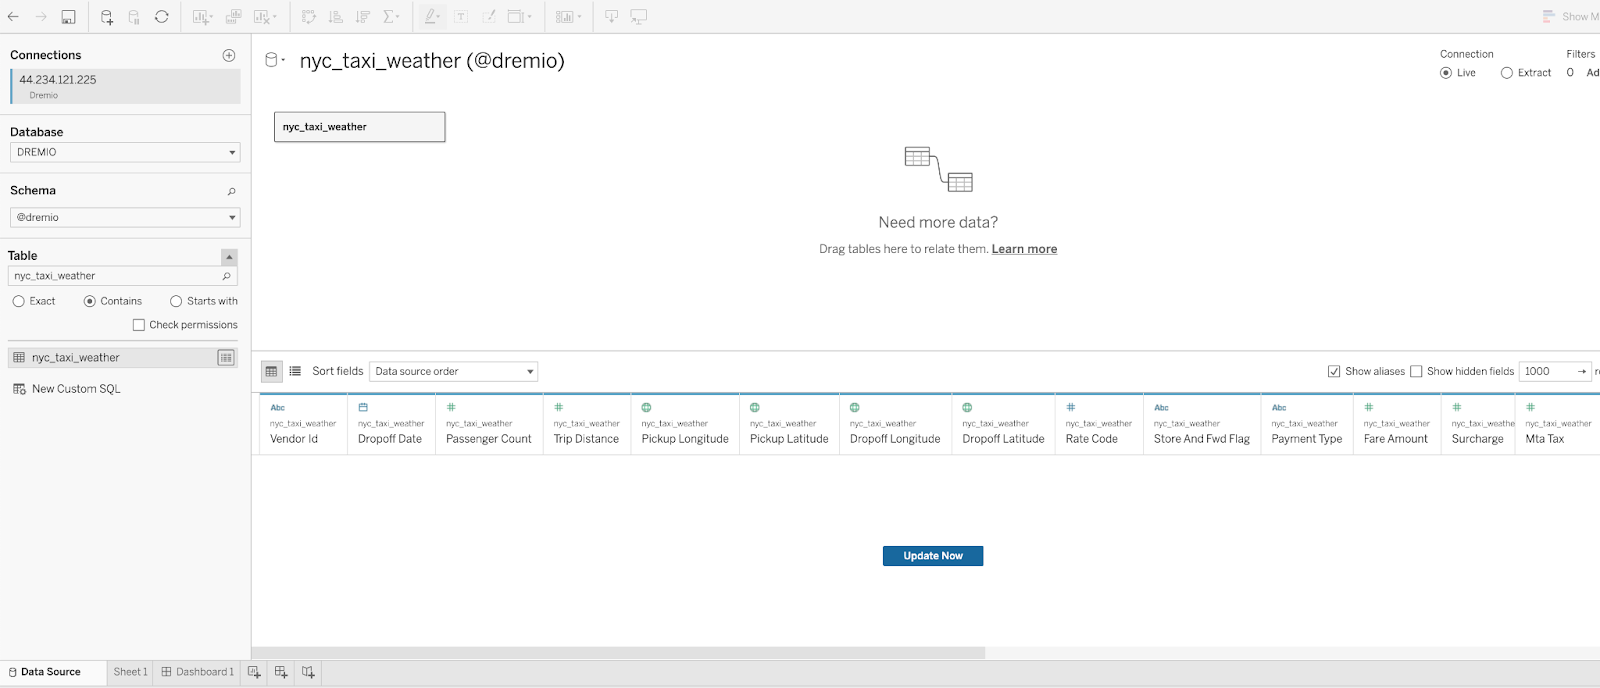 Show M
Connections
44.234.121.225
Dremio
Database
DREMIO
Schema
@dremio
Table
nyc_taxi_weather
Exact
Contains
Starts with
Check permissions
nyc_taxi_weather
New Custom SQL
nyc_taxi_weather (@dremio)
Connection
Live
Extract
Filters
0
Ad
nyc_taxi_weather
Need more data?
Drag tables here to relate them. Learn more
Sort fields
Data source order
Show aliases
Show hidden fields
1000
r
Abc
nyc_taxi_weather
Vendor Id
nyc_taxi_weather
Dropoff Date
#
nyc_taxi_weather
Passenger Count
#
nyc_taxi_weather
Trip Distance
nyc_taxi_weather
Pickup Longitude
nyc_taxi_weather
Pickup Latitude
nyc_taxi_weather
Dropoff Longitude
nyc_taxi_weather
Dropoff Latitude
#
nyc_taxi_weather
Rate Code
Abc
nyc_taxi_weather
Store And Fwd Flag
Abc
nyc_taxi_weather
Payment Type
#
nyc_taxi_weather
Fare Amount
#
nyc_taxi_weathe
Surcharge
#
nyc_taxi_weather
Mta Tax
Update Now
Data Source
Sheet 1
Dashboard 1